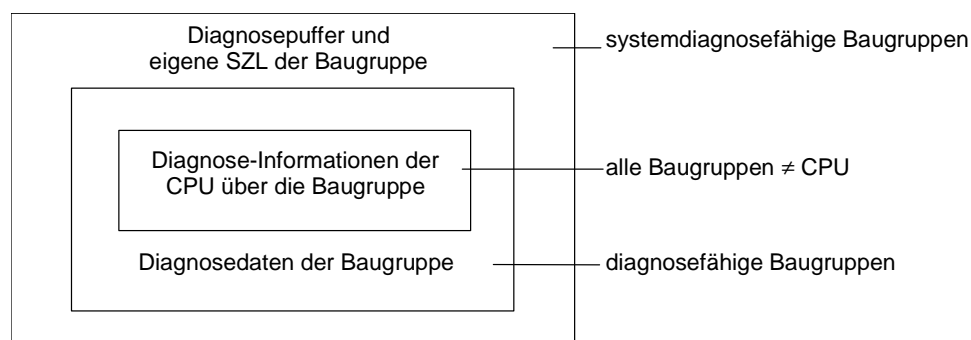 Diagnosepuffer und
eigene SZL der Baugruppe
systemdiagnosefähige Baugruppen
Diagnose-Informationen der
CPU über die Baugruppe
alle Baugruppen ≠ CPU
Diagnosedaten der Baugruppe
diagnosefähige Baugruppen